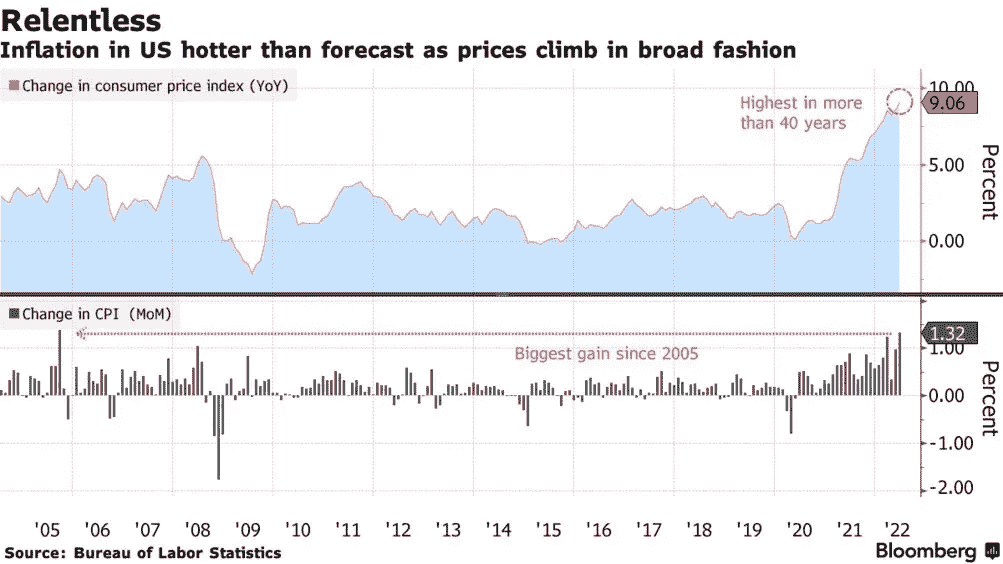 Relentless
Inflation in US hotter than forecast as prices climb in broad fashion
Change in consumer price index (YoY)
Highest in more
than 40 years
10.00
9.06
5.00
0.00
Percent
Change in CPI (MoM)
Biggest gain since 2005
1.32
1.00
0.00
-1.00
-2.00
Percent
'05 '06 '07 '08 '09 '10 '11 '12 '13 '14 '15 '16 '17 '18 '19 '20 '21 '22
Source: Bureau of Labor Statistics
Bloomberg